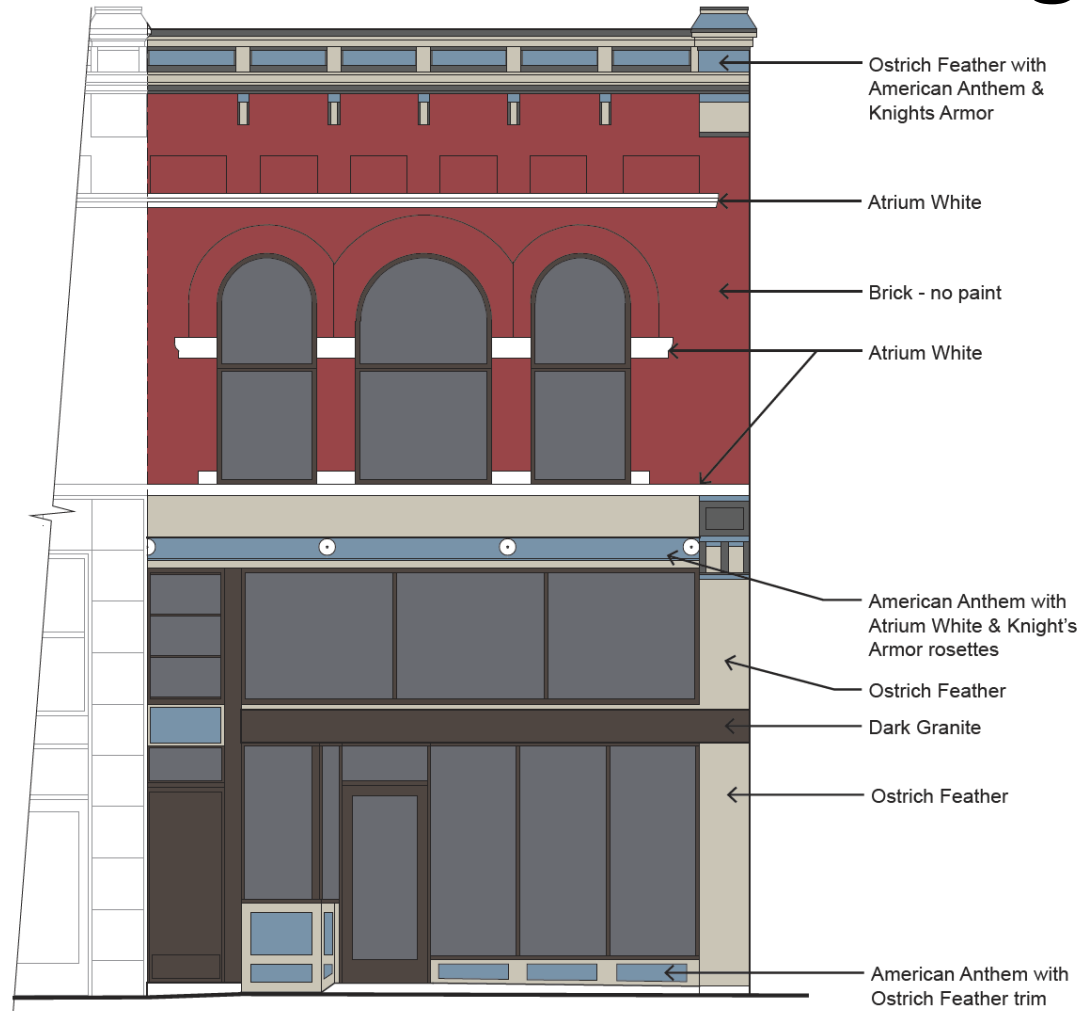 Ostrich Feather with
American Anthem &
Knights Armor
Atrium White
Brick - no paint
Atrium White
American Anthem with
Atrium White & Knight's
Armor rosettes
Ostrich Feather
Dark Granite
Ostrich Feather
American Anthem with
Ostrich Feather trim